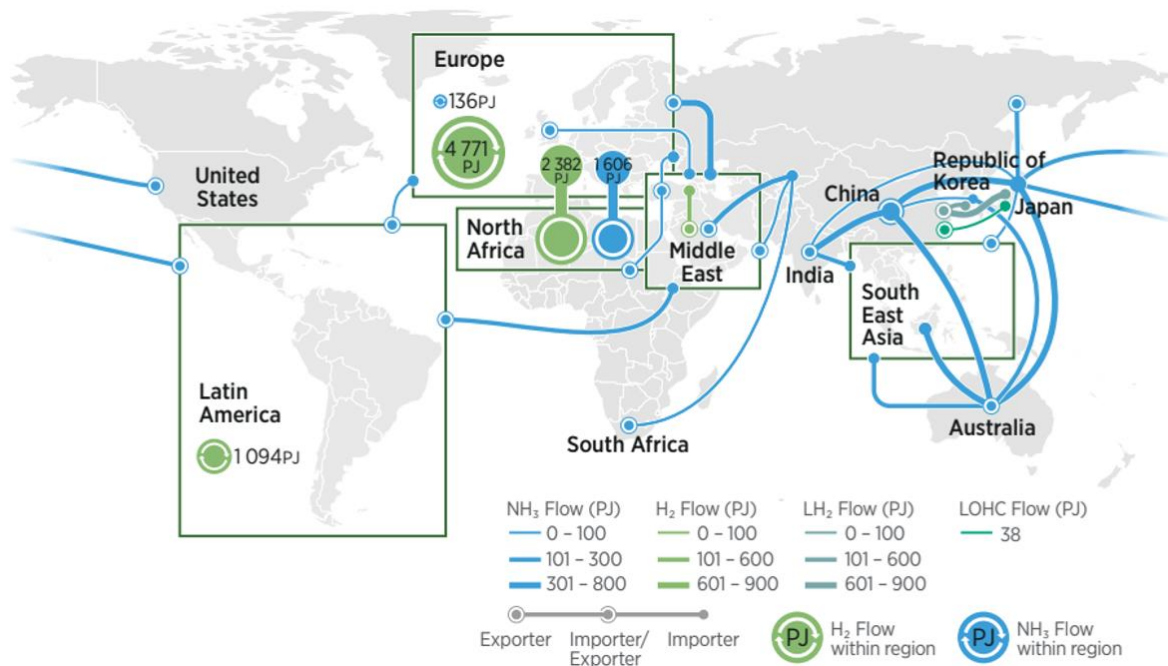 Europe
136PJ
4 771
PJ
2 382
PJ
1 606
PJ
United
States
North
Africa
Middle
East
China
Republic of
Korea
Japan
India
South
East
Asia
Latin
America
1 094PJ
South Africa
Australia
NH₃ Flow (PJ)
0 – 100
101 – 300
301 – 800
H₂ Flow (PJ)
0 – 100
101 – 600
601 – 900
LH₂ Flow (PJ)
0 – 100
101 – 600
601 – 900
LOHC Flow (PJ)
38
Exporter
Importer/
Exporter
Importer
PJ
H₂ Flow
within region
PJ
NH₃ Flow
within region